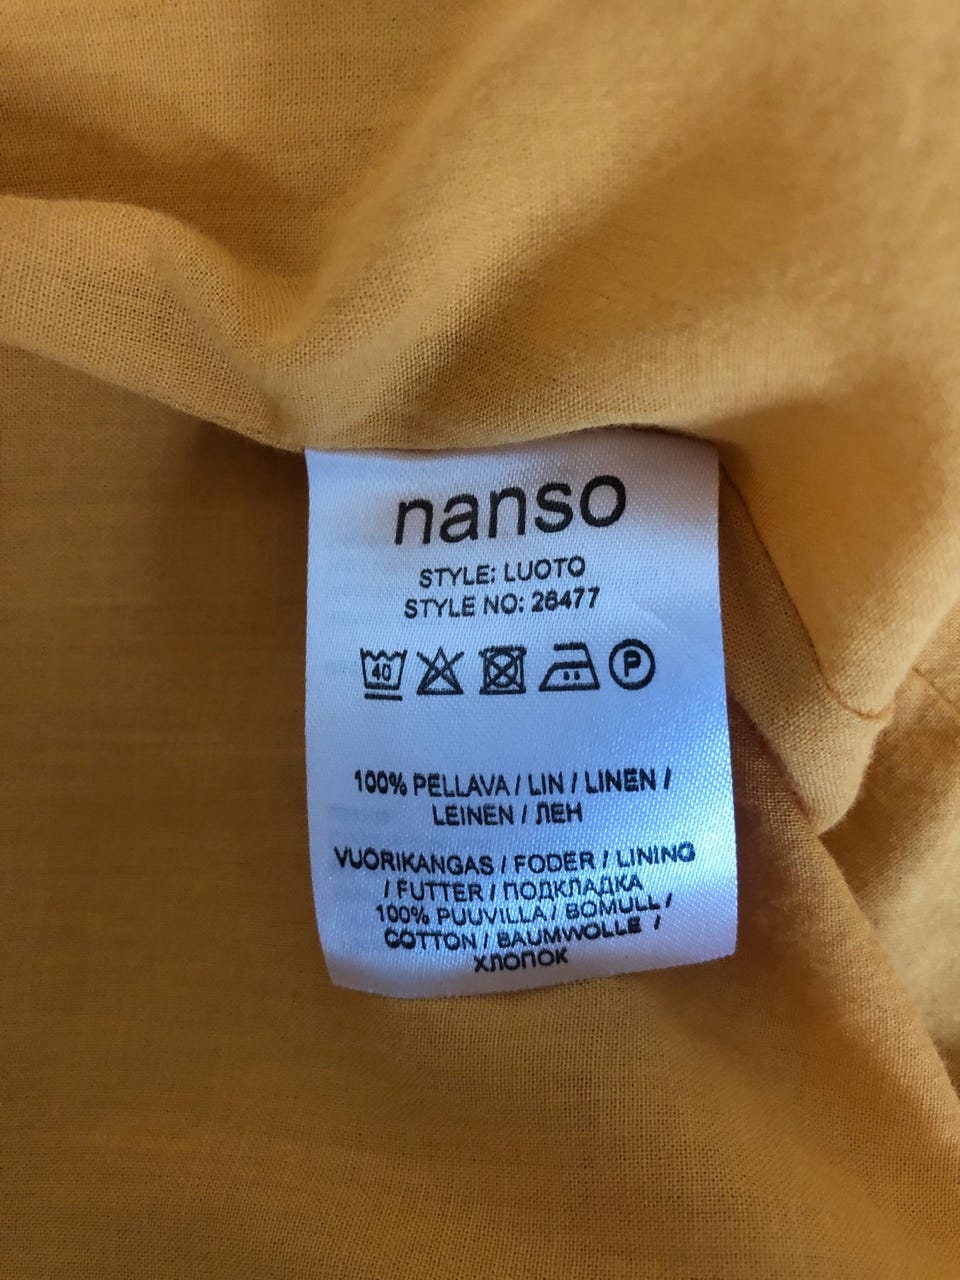 nanso
STYLE: LUOTO
STYLE NO: 26477
40 P
100% PELLAVA / LIN / LINEN /
LEINEN / ЛЕН
VUORIKANGAS / FODER / LINING
/ FUTTER / ПОДКЛАДКА
100% PUUVILLA / BOMULL /
COTTON / BAUMWOLLE /
ХЛОПОК